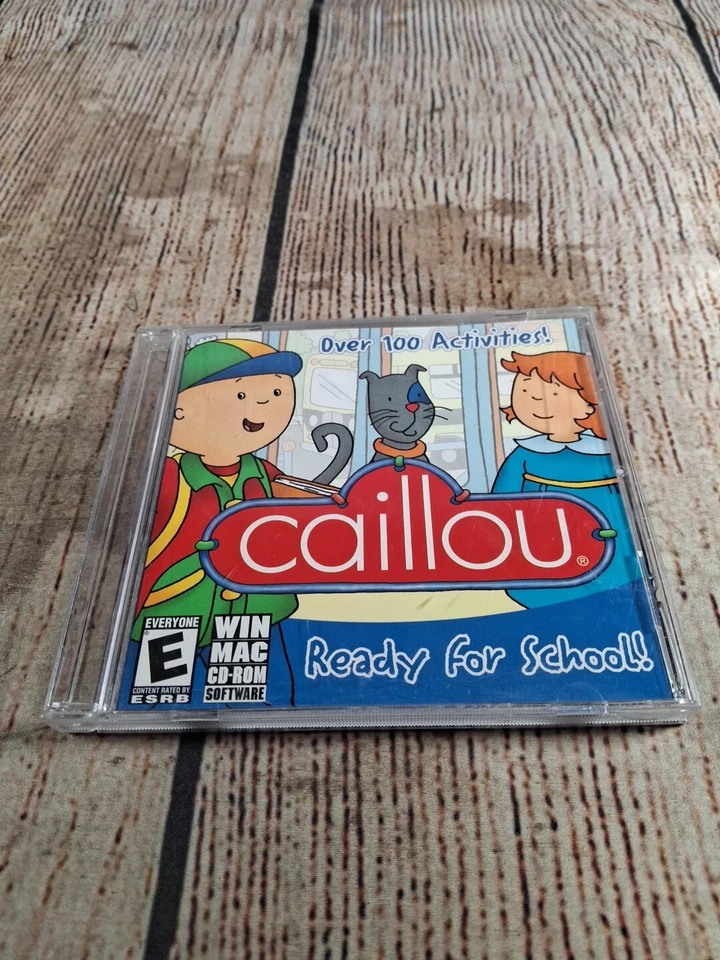 Over 100 Activities!
caillou®
EVERYONE
E
CONTENT RATED BY
ESRB
WIN
MAC
CD-ROM
SOFTWARE
Ready for School!